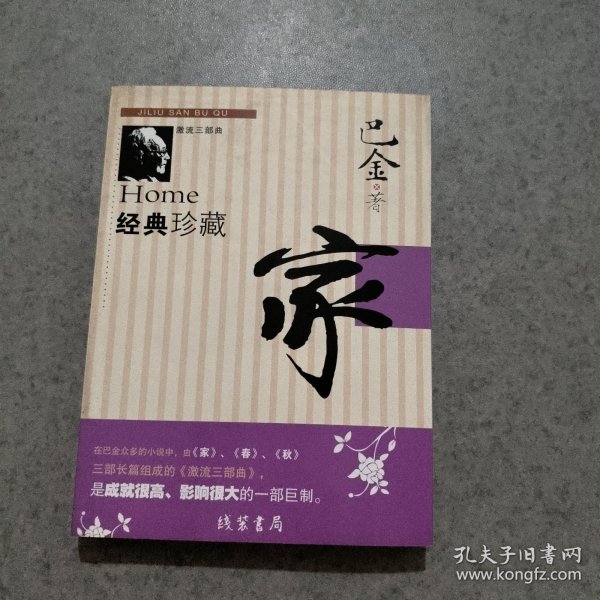 JILIU SAN BU QU
激流三部曲
Home
经典珍藏
巴金著
家
在巴金众多的小说中，由《家》、《春》、《秋》
三部长篇组成的《激流三部曲》，
是成就很高、影响很大的一部巨制。
线装书局
孔夫子旧书网
www.kongfz.com